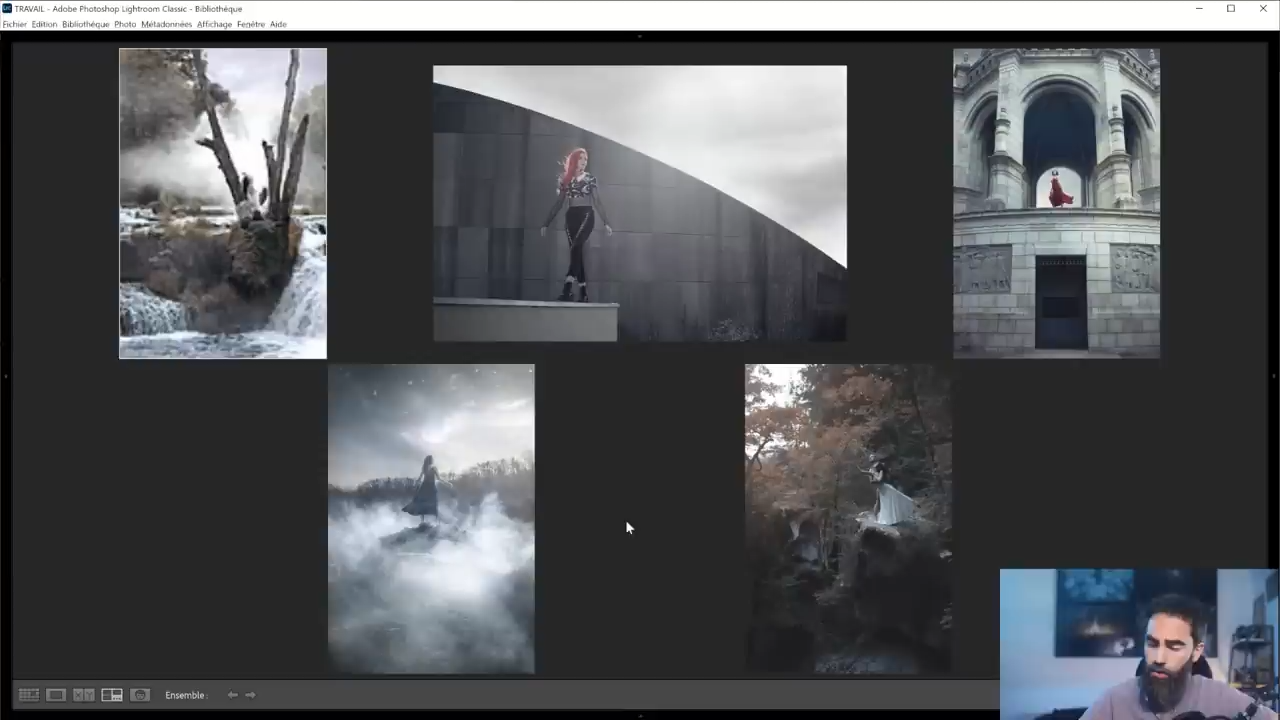 TRAVAIL - Adobe Photoshop Lightroom Classic - Bibliothèque
Fichier Edition Bibliothèque Photo Métadonnées Affichage Fenêtre Aide
Ensemble :